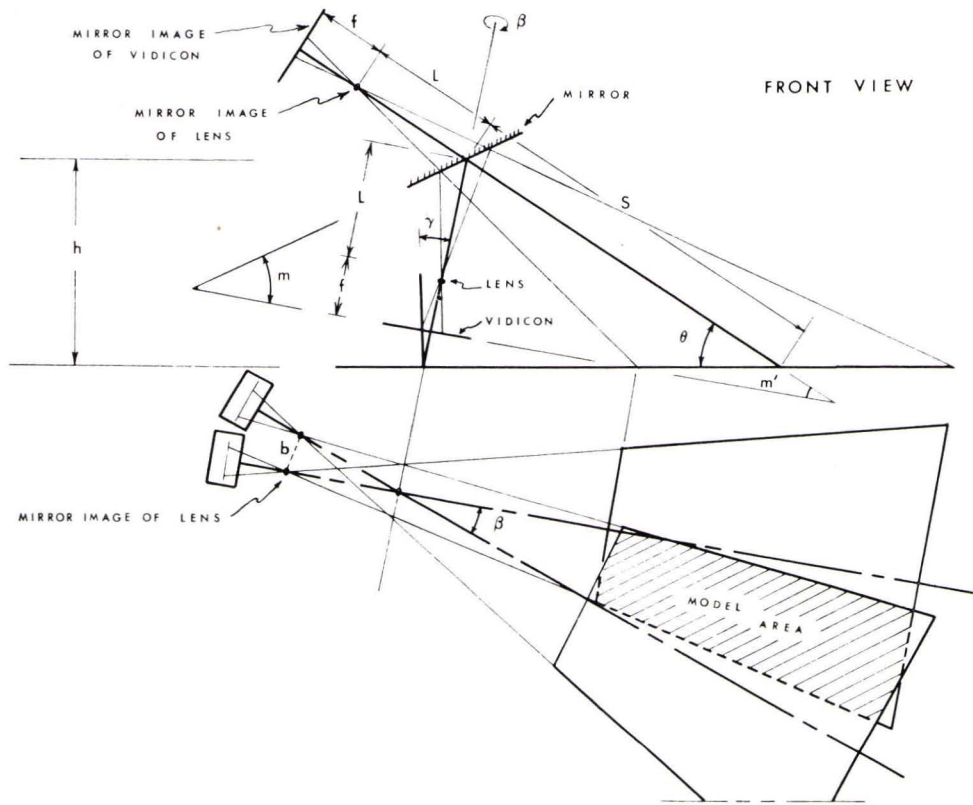 MIRROR IMAGE
OF VIDICON
f
β
L
MIRROR
FRONT VIEW
MIRROR IMAGE
OF LENS
L
S
h
γ
m
f
LENS
VIDICON
θ
m'
b
MIRROR IMAGE OF LENS
β
MODEL
AREA